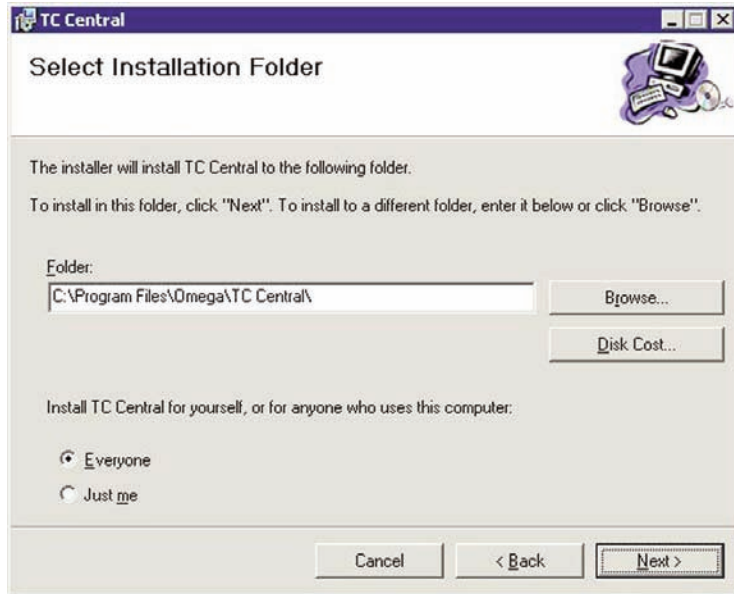 TC Central
Select Installation Folder
The installer will install TC Central to the following folder.
To install in this folder, click "Next". To install to a different folder, enter it below or click "Browse".
Folder:
C:\Program Files\Omega\TC Central\
Browse...
Disk Cost...
Install TC Central for yourself, or for anyone who uses this computer:
Everyone
Just me
Cancel
< Back
Next >